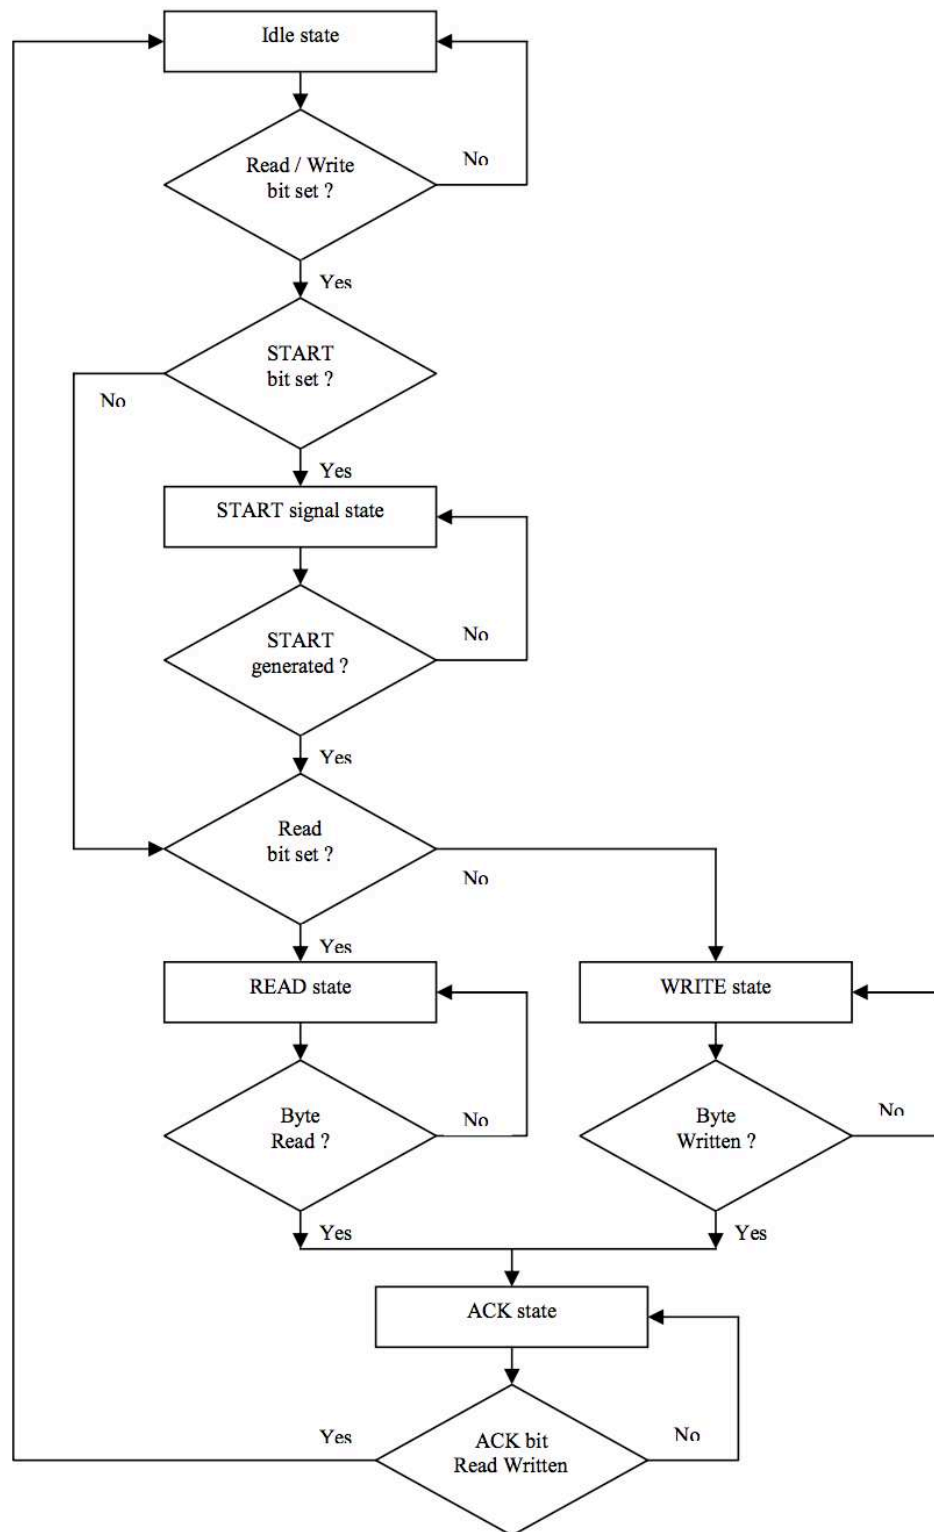 Idle state
Read / Write
bit set ?
No
Yes
START
bit set ?
No
Yes
START signal state
START
generated ?
No
Yes
Read
bit set ?
No
Yes
READ state
WRITE state
Byte
Read ?
No
Byte
Written ?
No
Yes
Yes
ACK state
Yes
ACK bit
Read Written
No